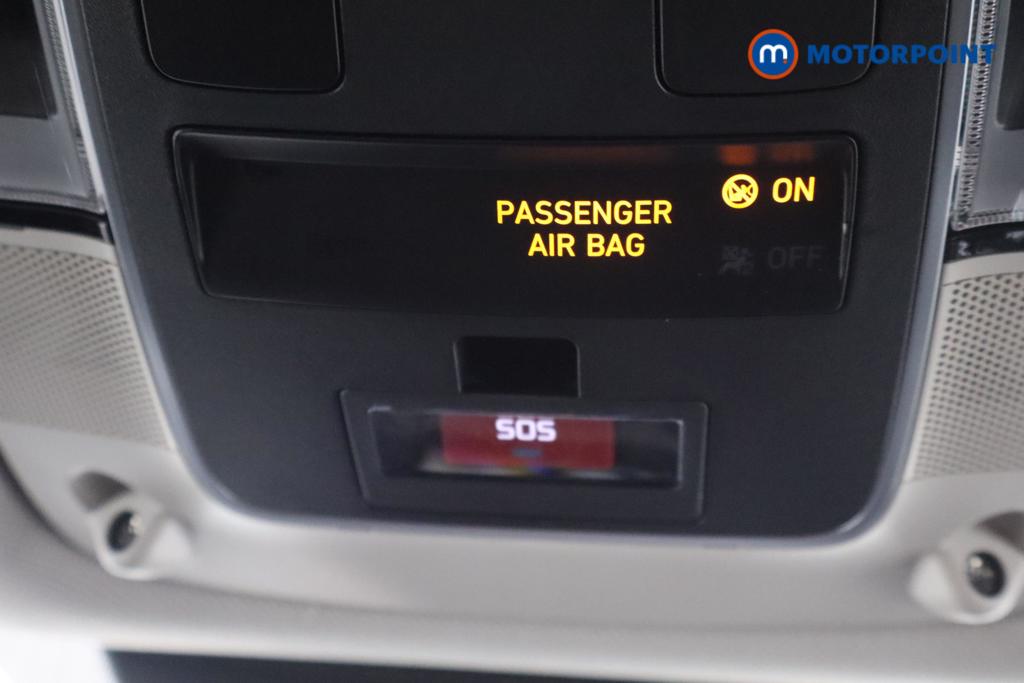 MOTORPOINT
ON
PASSENGER
AIR BAG
OFF
SOS